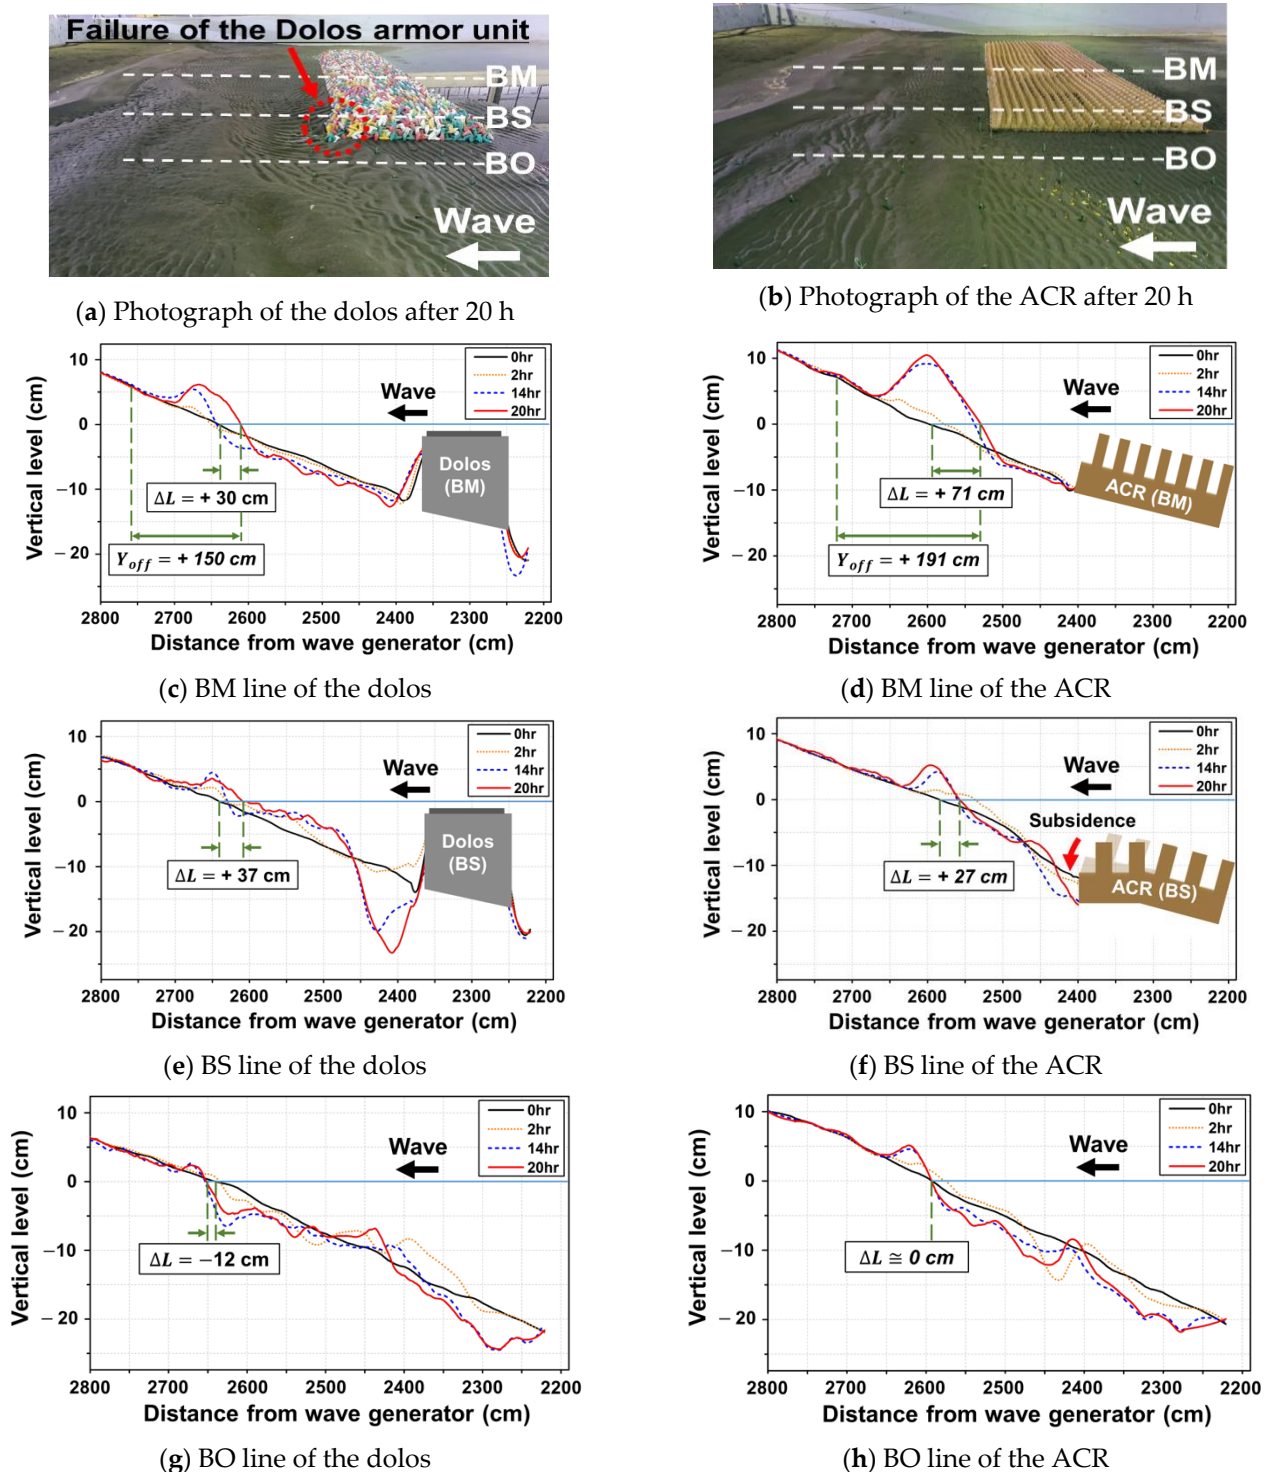 Failure of the Dolos armor unit
BM
BS
BO
Wave
(a) Photograph of the dolos after 20 h
BM
BS
BO
Wave
(b) Photograph of the ACR after 20 h
Vertical level (cm)
10
0
−10
−20
0hr
2hr
14hr
20hr
Wave
Dolos
(BM)
ΔL = + 30 cm
Y_off = + 150 cm
2800 2700 2600 2500 2400 2300 2200
Distance from wave generator (cm)
(c) BM line of the dolos
Vertical level (cm)
10
0
−10
−20
0hr
2hr
14hr
20hr
Wave
ACR (BM)
ΔL = + 71 cm
Y_off = + 191 cm
2800 2700 2600 2500 2400 2300 2200
Distance from wave generator (cm)
(d) BM line of the ACR
Vertical level (cm)
10
0
−10
−20
0hr
2hr
14hr
20hr
Wave
Dolos
(BS)
ΔL = + 37 cm
2800 2700 2600 2500 2400 2300 2200
Distance from wave generator (cm)
(e) BS line of the dolos
Vertical level (cm)
10
0
−10
−20
0hr
2hr
14hr
20hr
Wave
Subsidence
ACR (BS)
ΔL = + 27 cm
2800 2700 2600 2500 2400 2300 2200
Distance from wave generator (cm)
(f) BS line of the ACR
Vertical level (cm)
10
0
−10
−20
0hr
2hr
14hr
20hr
Wave
ΔL = −12 cm
2800 2700 2600 2500 2400 2300 2200
Distance from wave generator (cm)
(g) BO line of the dolos
Vertical level (cm)
10
0
−10
−20
0hr
2hr
14hr
20hr
Wave
ΔL ≅ 0 cm
2800 2700 2600 2500 2400 2300 2200
Distance from wave generator (cm)
(h) BO line of the ACR